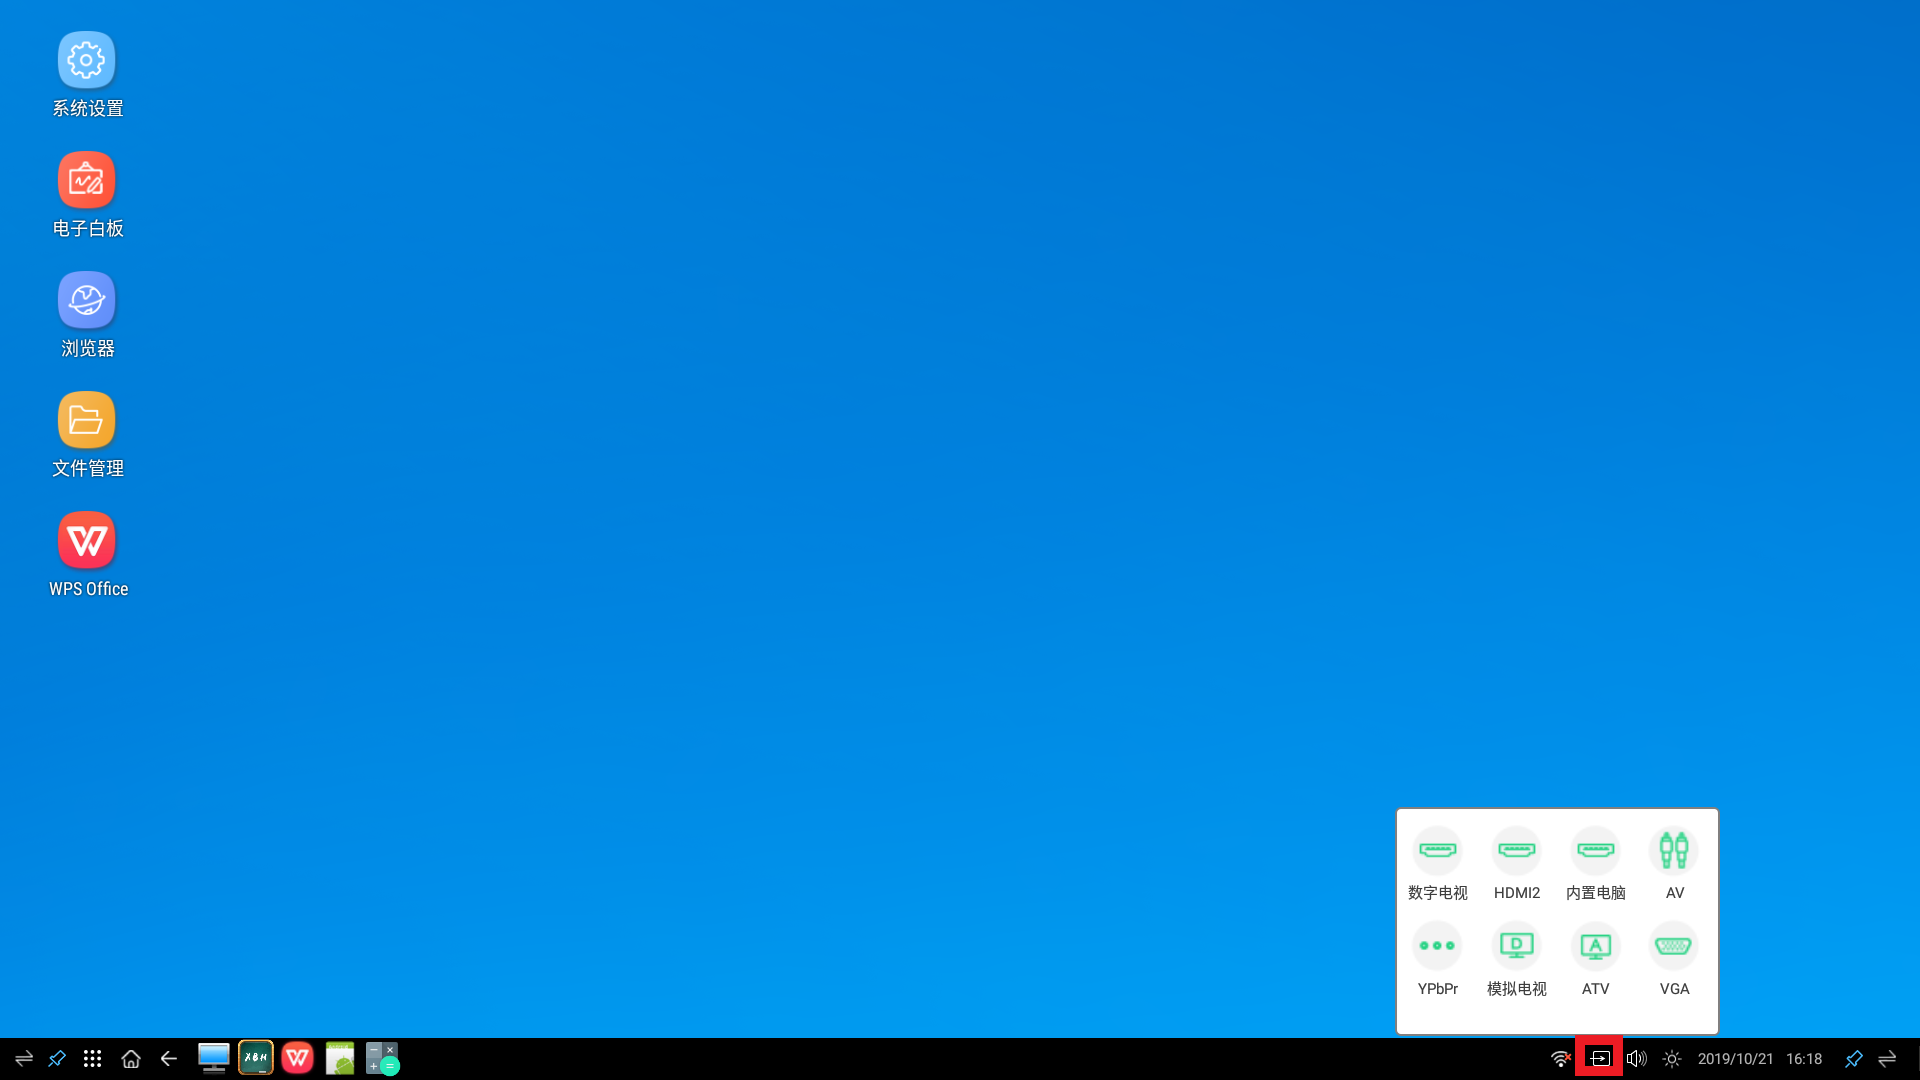 系统设置
电子白板
浏览器
文件管理
WPS Office
数字电视 HDMI2 内置电脑 AV
YPbPr 模拟电视 ATV VGA
XBH
2019/10/21 16:18